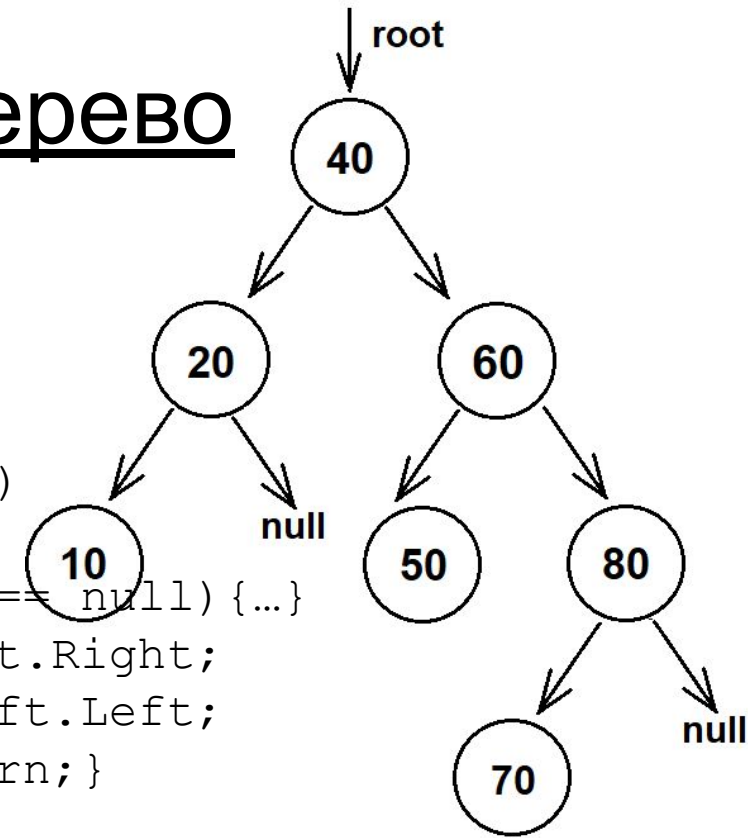 root
ерево
40
20
60
)
null
10
50
80
== null){…}
t.Right;
ft.Left;
null
rn;}
70